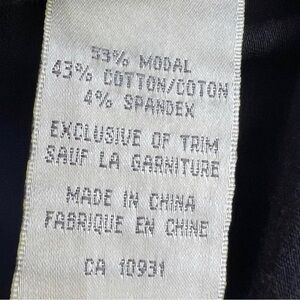 53% MODAL
43% COTTON/COTON
4% SPANDEX
EXCLUSIVE OF TRIM
SAUF LA GARNITURE
MADE IN CHINA
FABRIQUE EN CHINE
CA 10931